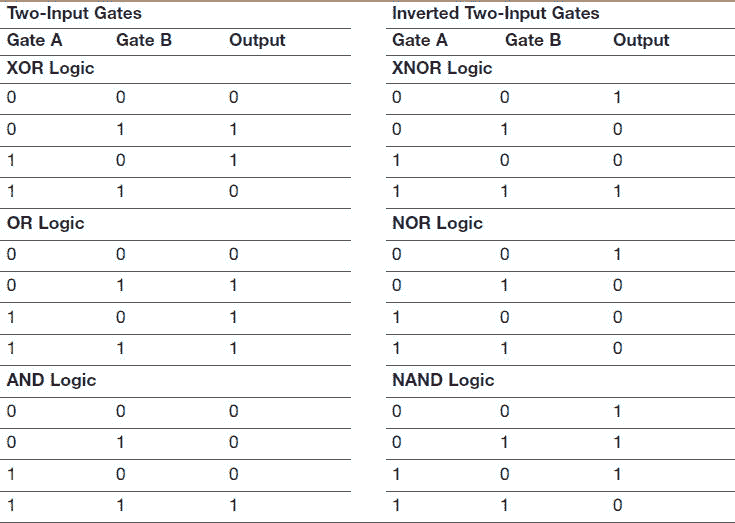 Two-Input Gates
Gate A Gate B Output
XOR Logic
0 0 0
0 1 1
1 0 1
1 1 0
OR Logic
0 0 0
0 1 1
1 0 1
1 1 1
AND Logic
0 0 0
0 1 0
1 0 0
1 1 1
Inverted Two-Input Gates
Gate A Gate B Output
XNOR Logic
0 0 1
0 1 0
1 0 0
1 1 1
NOR Logic
0 0 1
0 1 0
1 0 0
1 1 0
NAND Logic
0 0 1
0 1 1
1 0 1
1 1 0